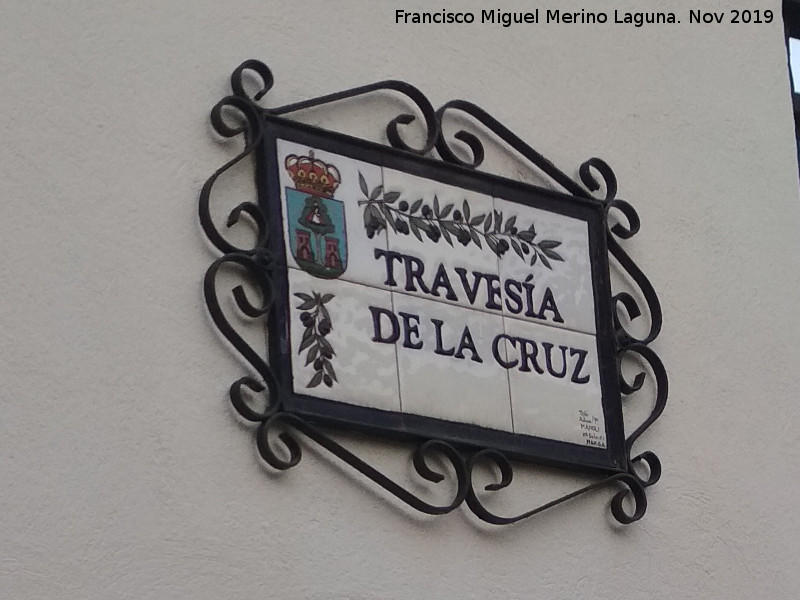 Francisco Miguel Merino Laguna. Nov 2019
TRAVESÍA
DE LA CRUZ